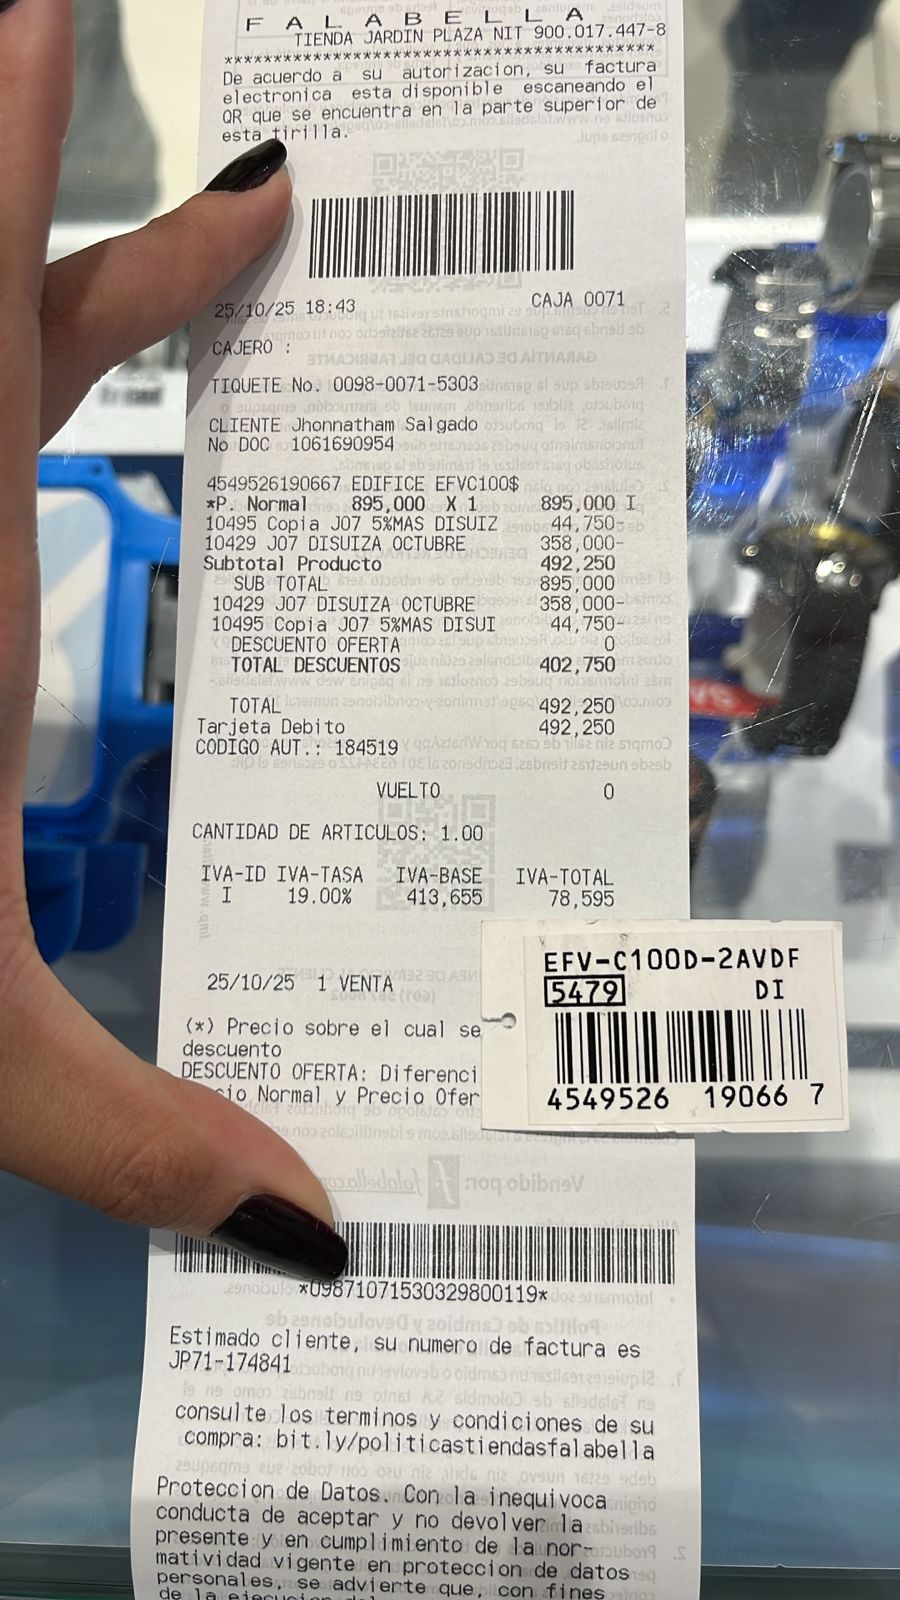 F A L A B E L L A
TIENDA JARDIN PLAZA NIT 900.017.447-8
******************************************
De acuerdo a su autorizacion, su factura
electronica esta disponible escaneando el
QR que se encuentra en la parte superior de
esta tirilla.
25/10/25 18:43 CAJA 0071
CAJERO :
TIQUETE No. 0098-0071-5303
CLIENTE Jhonnatham Salgado
No DOC 1061690954
4549526190667 EDIFICE EFVC100$
*P. Normal 895,000 X 1 895,000 I
10495 Copia J07 5%MAS DISUIZ 44,750-
10429 J07 DISUIZA OCTUBRE 358,000-
Subtotal Producto 492,250
SUB TOTAL 895,000
10429 J07 DISUIZA OCTUBRE 358,000-
10495 Copia J07 5%MAS DISUI 44,750-
DESCUENTO OFERTA 0
TOTAL DESCUENTOS 402,750
TOTAL 492,250
Tarjeta Debito 492,250
CODIGO AUT.: 184519
VUELTO 0
CANTIDAD DE ARTICULOS: 1.00
IVA-ID IVA-TASA IVA-BASE IVA-TOTAL
I 19.00% 413,655 78,595
25/10/25 1 VENTA
(*) Precio sobre el cual se
descuento
DESCUENTO OFERTA: Diferenci
cio Normal y Precio Ofer
EFV-C100D-2AVDF
5479 DI
4549526 19066 7
*09871071530329800119*
Estimado cliente, su numero de factura es
JP71-174841
consulte los terminos y condiciones de su
compra: bit.ly/politicastiendasfalabella
Proteccion de Datos. Con la inequivoca
conducta de aceptar y no devolver la
presente y en cumplimiento de la nor-
matividad vigente en proteccion de datos
personales, se advierte que, con fines